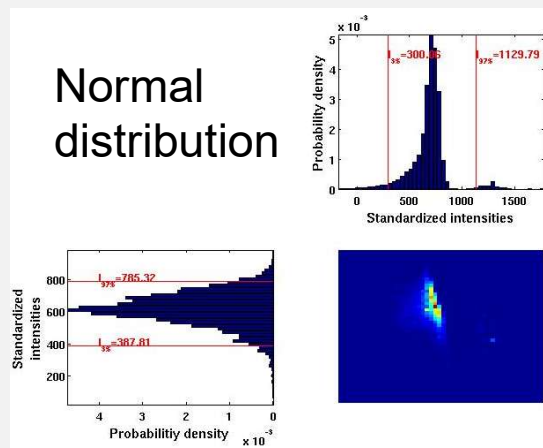 Normal
distribution
x 10⁻³
5
4
3
2
1
0
Probability density
I3%=300.06
I97%=1129.79
0 500 1000 1500
Standardized intensities
I97%=785.32
I3%=387.81
800
600
400
200
Standardized
intensities
4 3 2 1 0
x 10⁻³
Probabilitiy density